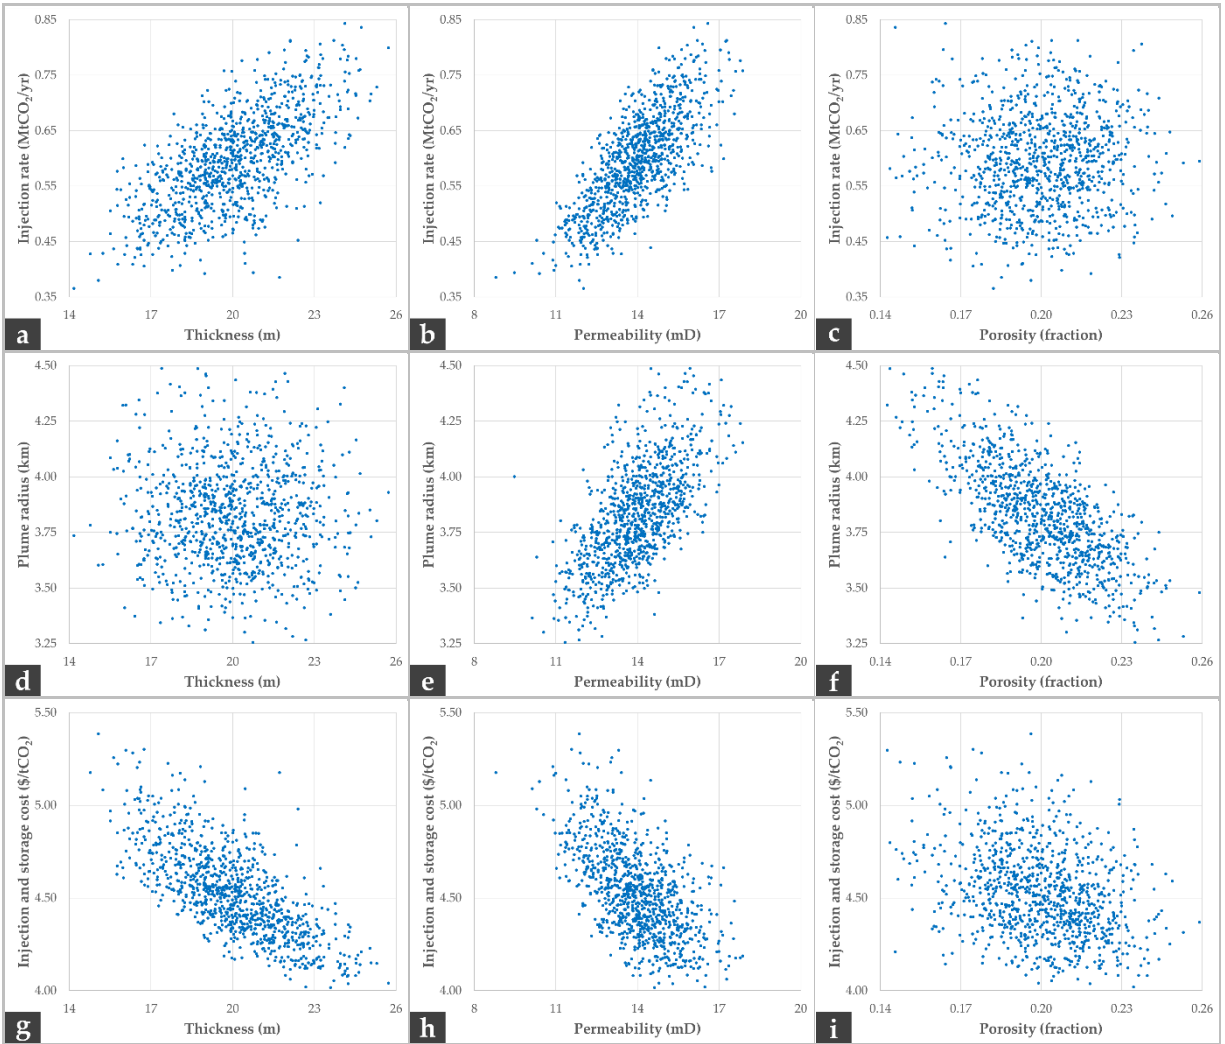 0.85
0.75
0.65
0.55
0.45
0.35
Injection rate (MtCO₂/yr)
14 17 20 23 26
Thickness (m)
a
0.85
0.75
0.65
0.55
0.45
0.35
Injection rate (MtCO₂/yr)
8 11 14 17 20
Permeability (mD)
b
0.85
0.75
0.65
0.55
0.45
0.35
Injection rate (MtCO₂/yr)
0.14 0.17 0.20 0.23 0.26
Porosity (fraction)
c
4.50
4.25
4.00
3.75
3.50
3.25
Plume radius (km)
14 17 20 23 26
Thickness (m)
d
4.50
4.25
4.00
3.75
3.50
3.25
Plume radius (km)
8 11 14 17 20
Permeability (mD)
e
4.50
4.25
4.00
3.75
3.50
3.25
Plume radius (km)
0.14 0.17 0.20 0.23 0.26
Porosity (fraction)
f
5.50
5.00
4.50
4.00
Injection and storage cost ($/tCO₂)
14 17 20 23 26
Thickness (m)
g
5.50
5.00
4.50
4.00
Injection and storage cost ($/tCO₂)
8 11 14 17 20
Permeability (mD)
h
5.50
5.00
4.50
4.00
Injection and storage cost ($/tCO₂)
0.14 0.17 0.20 0.23 0.26
Porosity (fraction)
i